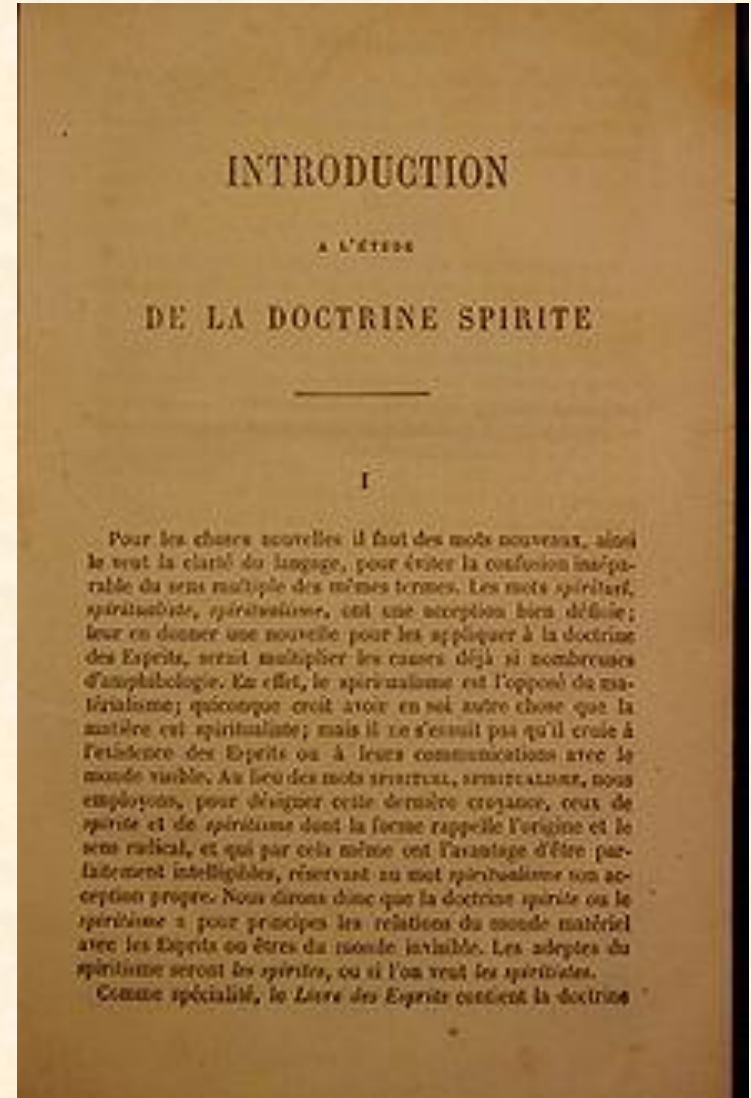 INTRODUCTION
A L'ÉTUDE
DE LA DOCTRINE SPIRITE
I
Pour les choses nouvelles il faut des mots nouveaux, ainsi
le veut la clarté du langage, pour éviter la confusion insépa-
rable du sens multiple des mêmes termes. Les mots spirituel,
spiritualiste, spiritualisme, ont une acception bien définie;
leur en donner une nouvelle pour les appliquer à la doctrine
des Esprits, serait multiplier les causes déjà si nombreuses
d'amphibologie. En effet, le spiritualisme est l'opposé du ma-
térialisme; quiconque croit avoir en soi autre chose que la
matière est spiritualiste; mais il ne s'ensuit pas qu'il croie à
l'existence des Esprits ou à leurs communications avec le
monde visible. Au lieu des mots SPIRITUEL, SPIRITUALISME, nous
employons, pour désigner cette dernière croyance, ceux de
spirite et de spiritisme dont la forme rappelle l'origine et le
sens radical, et qui par cela même ont l'avantage d'être par-
faitement intelligibles, réservant au mot spiritualisme son ac-
ception propre. Nous dirons donc que la doctrine spirite ou le
spiritisme a pour principes les relations du monde matériel
avec les Esprits ou êtres du monde invisible. Les adeptes du
spiritisme seront les spirites, ou si l'on veut les spiritistes.
Comme spécialité, le Livre des Esprits contient la doctrine